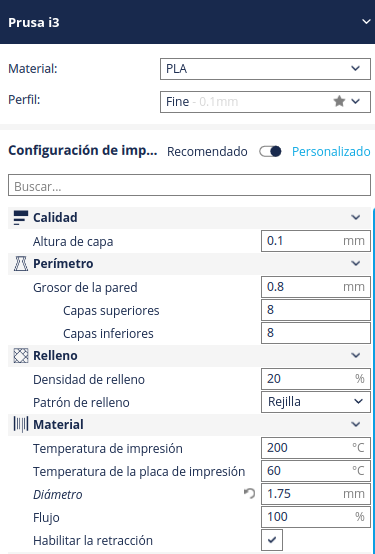 Prusa i3
Material: PLA
Perfil: Fine - 0.1mm
Configuración de imp... Recomendado Personalizado
Buscar...
Calidad
Altura de capa 0.1 mm
Perímetro
Grosor de la pared 0.8 mm
Capas superiores 8
Capas inferiores 8
Relleno
Densidad de relleno 20 %
Patrón de relleno Rejilla
Material
Temperatura de impresión 200 °C
Temperatura de la placa de impresión 60 °C
Diámetro 1.75 mm
Flujo 100 %
Habilitar la retracción